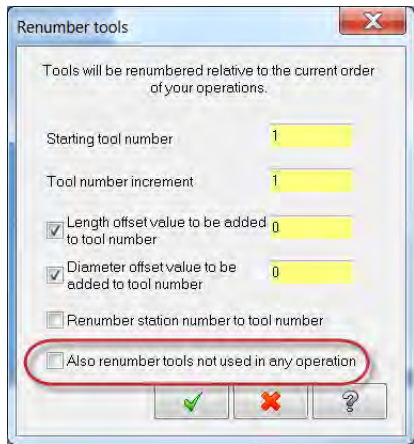 Renumber tools
Tools will be renumbered relative to the current order
of your operations.
Starting tool number
1
Tool number increment
1
Length offset value to be added
to tool number
0
Diameter offset value to be
added to tool number
0
Renumber station number to tool number
Also renumber tools not used in any operation
?